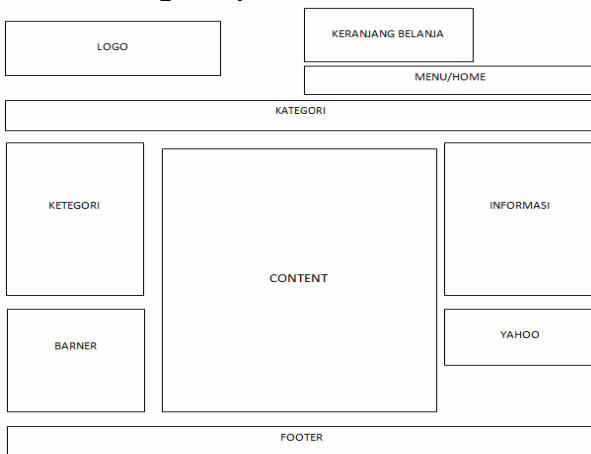 LOGO
KERANJANG BELANJA
MENU/HOME
KATEGORI
KETEGORI
CONTENT
INFORMASI
BARNER
YAHOO
FOOTER